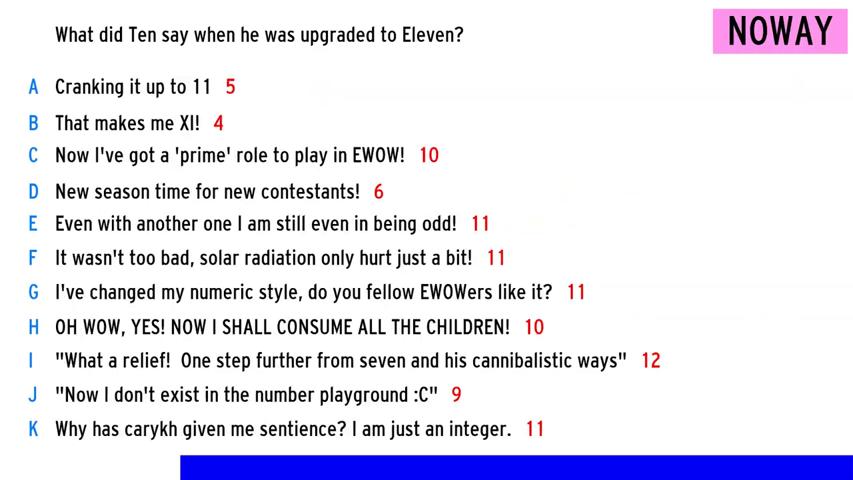 What did Ten say when he was upgraded to Eleven?
NOWAY
A Cranking it up to 11 5
B That makes me XI! 4
C Now I've got a 'prime' role to play in EWOW! 10
D New season time for new contestants! 6
E Even with another one I am still even in being odd! 11
F It wasn't too bad, solar radiation only hurt just a bit! 11
G I've changed my numeric style, do you fellow EWOWers like it? 11
H OH WOW, YES! NOW I SHALL CONSUME ALL THE CHILDREN! 10
I "What a relief! One step further from seven and his cannibalistic ways" 12
J "Now I don't exist in the number playground :C" 9
K Why has carykh given me sentience? I am just an integer. 11